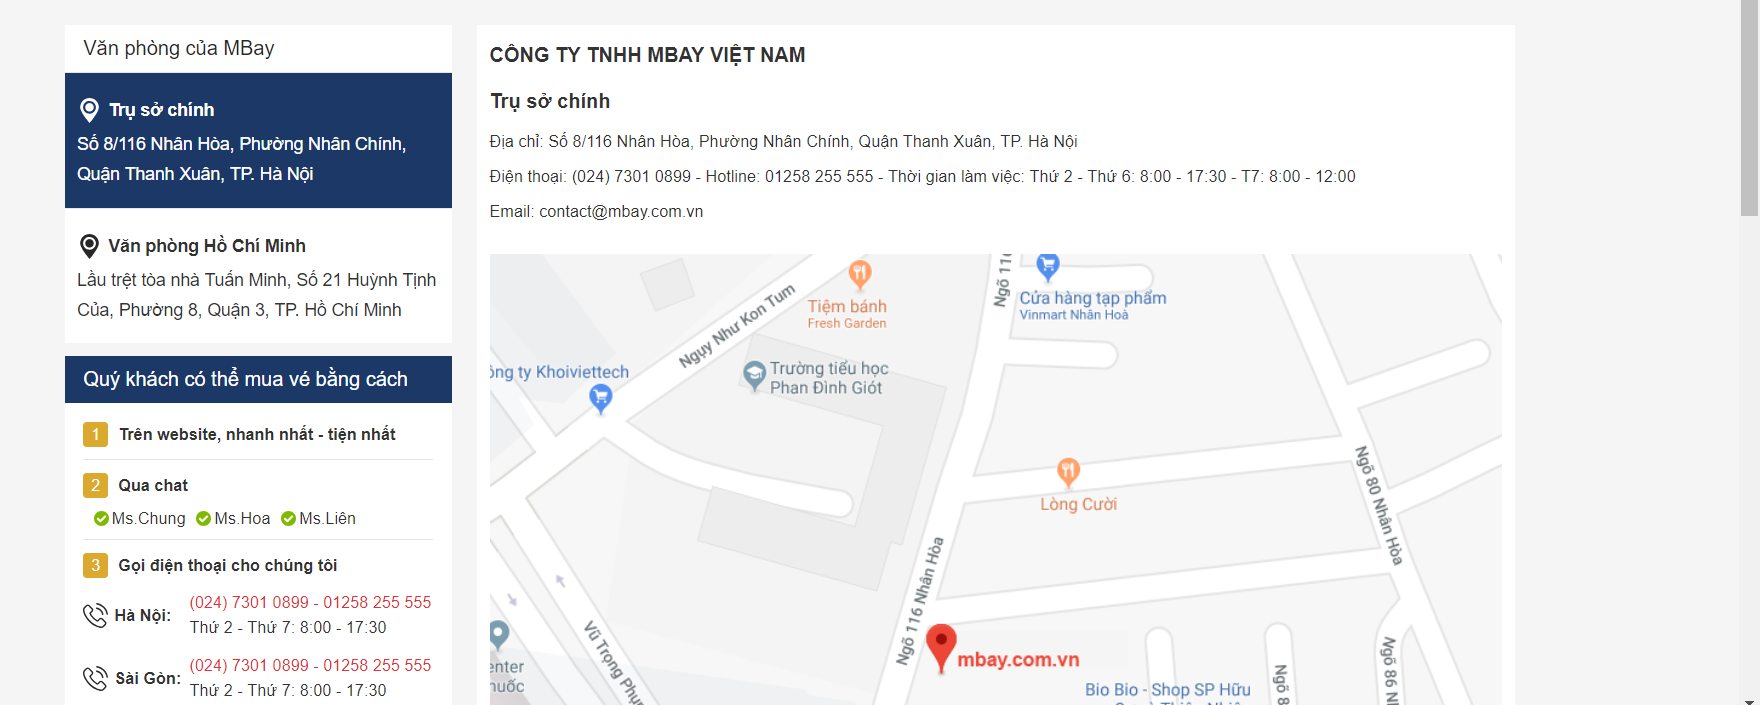 Văn phòng của MBay
Trụ sở chính
Số 8/116 Nhân Hòa, Phường Nhân Chính,
Quận Thanh Xuân, TP. Hà Nội
Văn phòng Hồ Chí Minh
Lầu trệt tòa nhà Tuấn Minh, Số 21 Huỳnh Tịnh
Của, Phường 8, Quận 3, TP. Hồ Chí Minh
Quý khách có thể mua vé bằng cách
1 Trên website, nhanh nhất - tiện nhất
2 Qua chat
Ms.Chung Ms.Hoa Ms.Liên
3 Gọi điện thoại cho chúng tôi
Hà Nội:
(024) 7301 0899 - 01258 255 555
Thứ 2 - Thứ 7: 8:00 - 17:30
Sài Gòn:
(024) 7301 0899 - 01258 255 555
Thứ 2 - Thứ 7: 8:00 - 17:30
CÔNG TY TNHH MBAY VIỆT NAM
Trụ sở chính
Địa chỉ: Số 8/116 Nhân Hòa, Phường Nhân Chính, Quận Thanh Xuân, TP. Hà Nội
Điện thoại: (024) 7301 0899 - Hotline: 01258 255 555 - Thời gian làm việc: Thứ 2 - Thứ 6: 8:00 - 17:30 - T7: 8:00 - 12:00
Email: contact@mbay.com.vn
Ngõ 116
Tiệm bánh
Fresh Garden
Cửa hàng tạp phẩm
Vinmart Nhân Hoà
Ngụy Như Kon Tum
ông ty Khoiviettech
Trường tiểu học
Phan Đình Giót
Lòng Cười
Ngõ 80 Nhân Hòa
Ngõ 116 Nhân Hòa
Vũ Trọng Phụ
enter
huốc
mbay.com.vn
Bio Bio - Shop SP Hữu
Ngõ 8
Ngõ 86 N